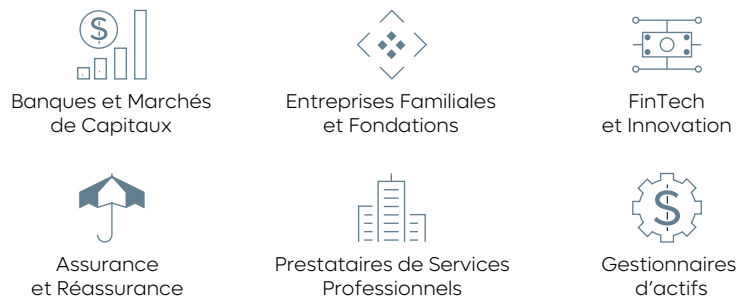 $
Banques et Marchés
de Capitaux
Entreprises Familiales
et Fondations
FinTech
et Innovation
Assurance
et Réassurance
Prestataires de Services
Professionnels
$
Gestionnaires
d'actifs